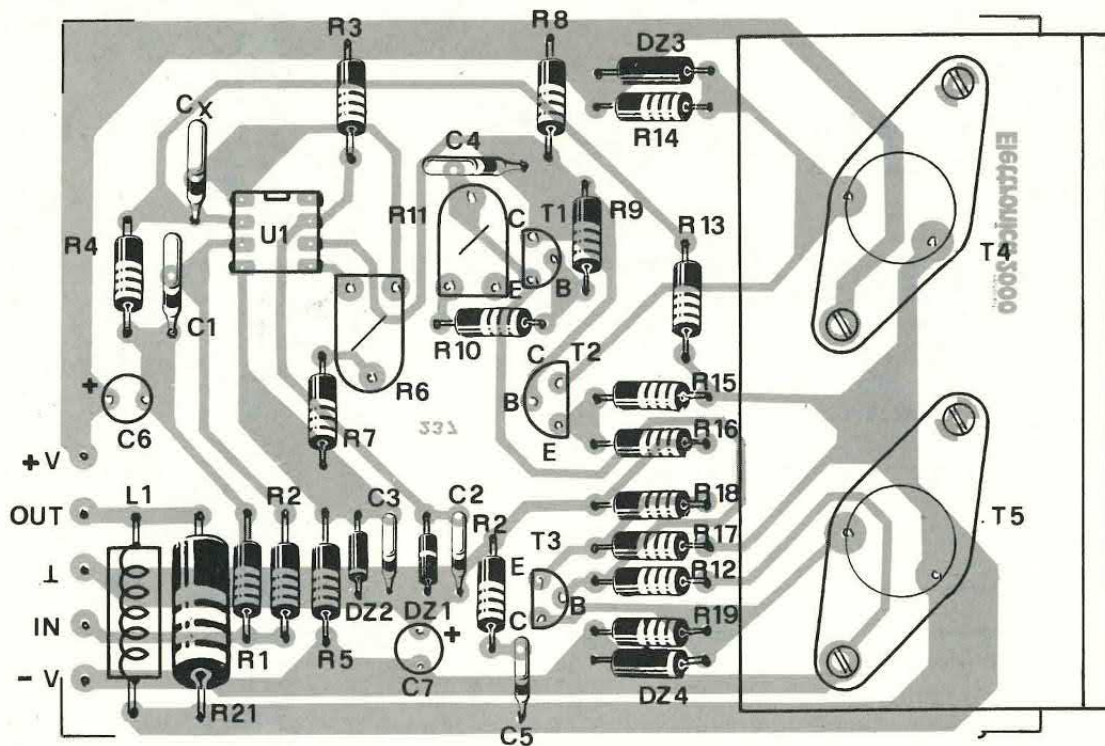 R3
R8
DZ3
Cx
R14
C4
R11
C
T1
R9
R13
R4
U1
T4
Elettronica 2000
E
B
C1
R10
C
T2
R6
R15
B
+
C6
R7
237
E
R16
+V
L1
R2
C3
C2
R2
R18
OUT
T5
T3
R17
⊥
E
R12
DZ2
DZ1
B
IN
R1
R5
+
C
R19
-V
C7
DZ4
R21
C5